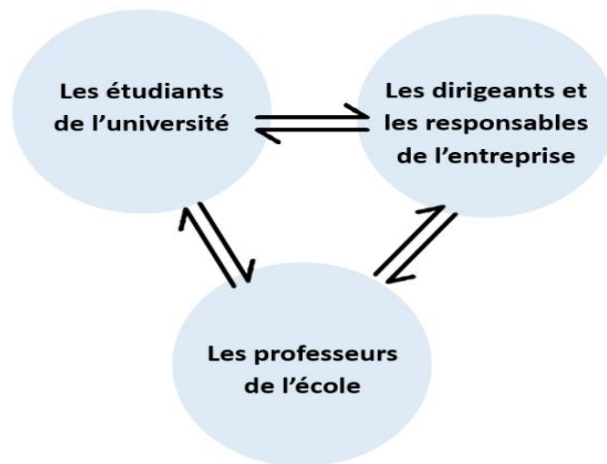 Les étudiants
de l’université
Les dirigeants et
les responsables
de l’entreprise
Les professeurs
de l’école